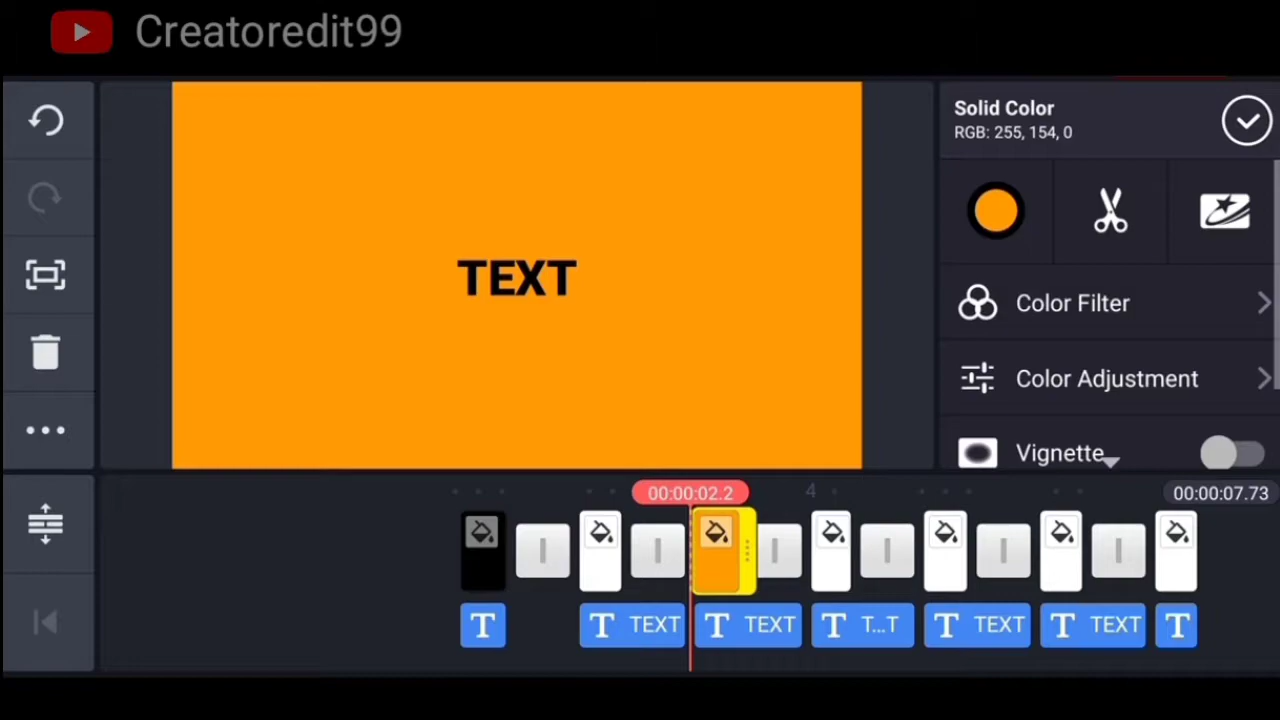 Creatoredit99
Solid Color
RGB: 255, 154, 0
TEXT
Color Filter
Color Adjustment
Vignette
00:00:02.2
4
00:00:07.73
T
T TEXT
T TEXT
T T...T
T TEXT
T TEXT
T